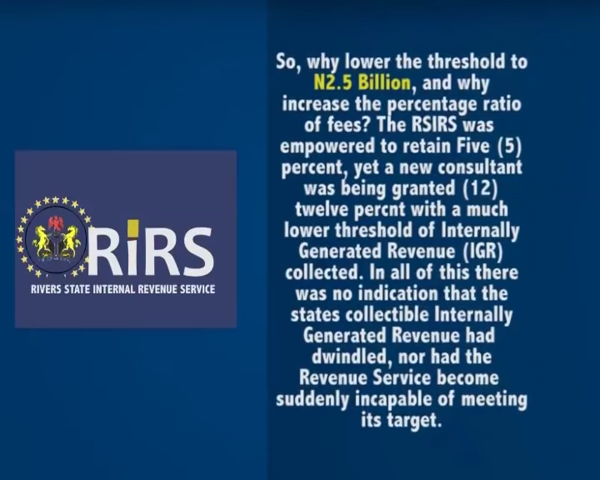 So, why lower the threshold to
N2.5 Billion, and why
increase the percentage ratio
of fees? The RSIRS was
empowered to retain Five (5)
percent, yet a new consultant
was being granted (12)
twelve percnt with a much
lower threshold of Internally
Generated Revenue (IGR)
collected. In all of this there
was no indication that the
states collectible Internally
Generated Revenue had
dwindled, nor had the
Revenue Service become
suddenly incapable of meeting
its target.
RiRS
RIVERS STATE INTERNAL REVENUE SERVICE